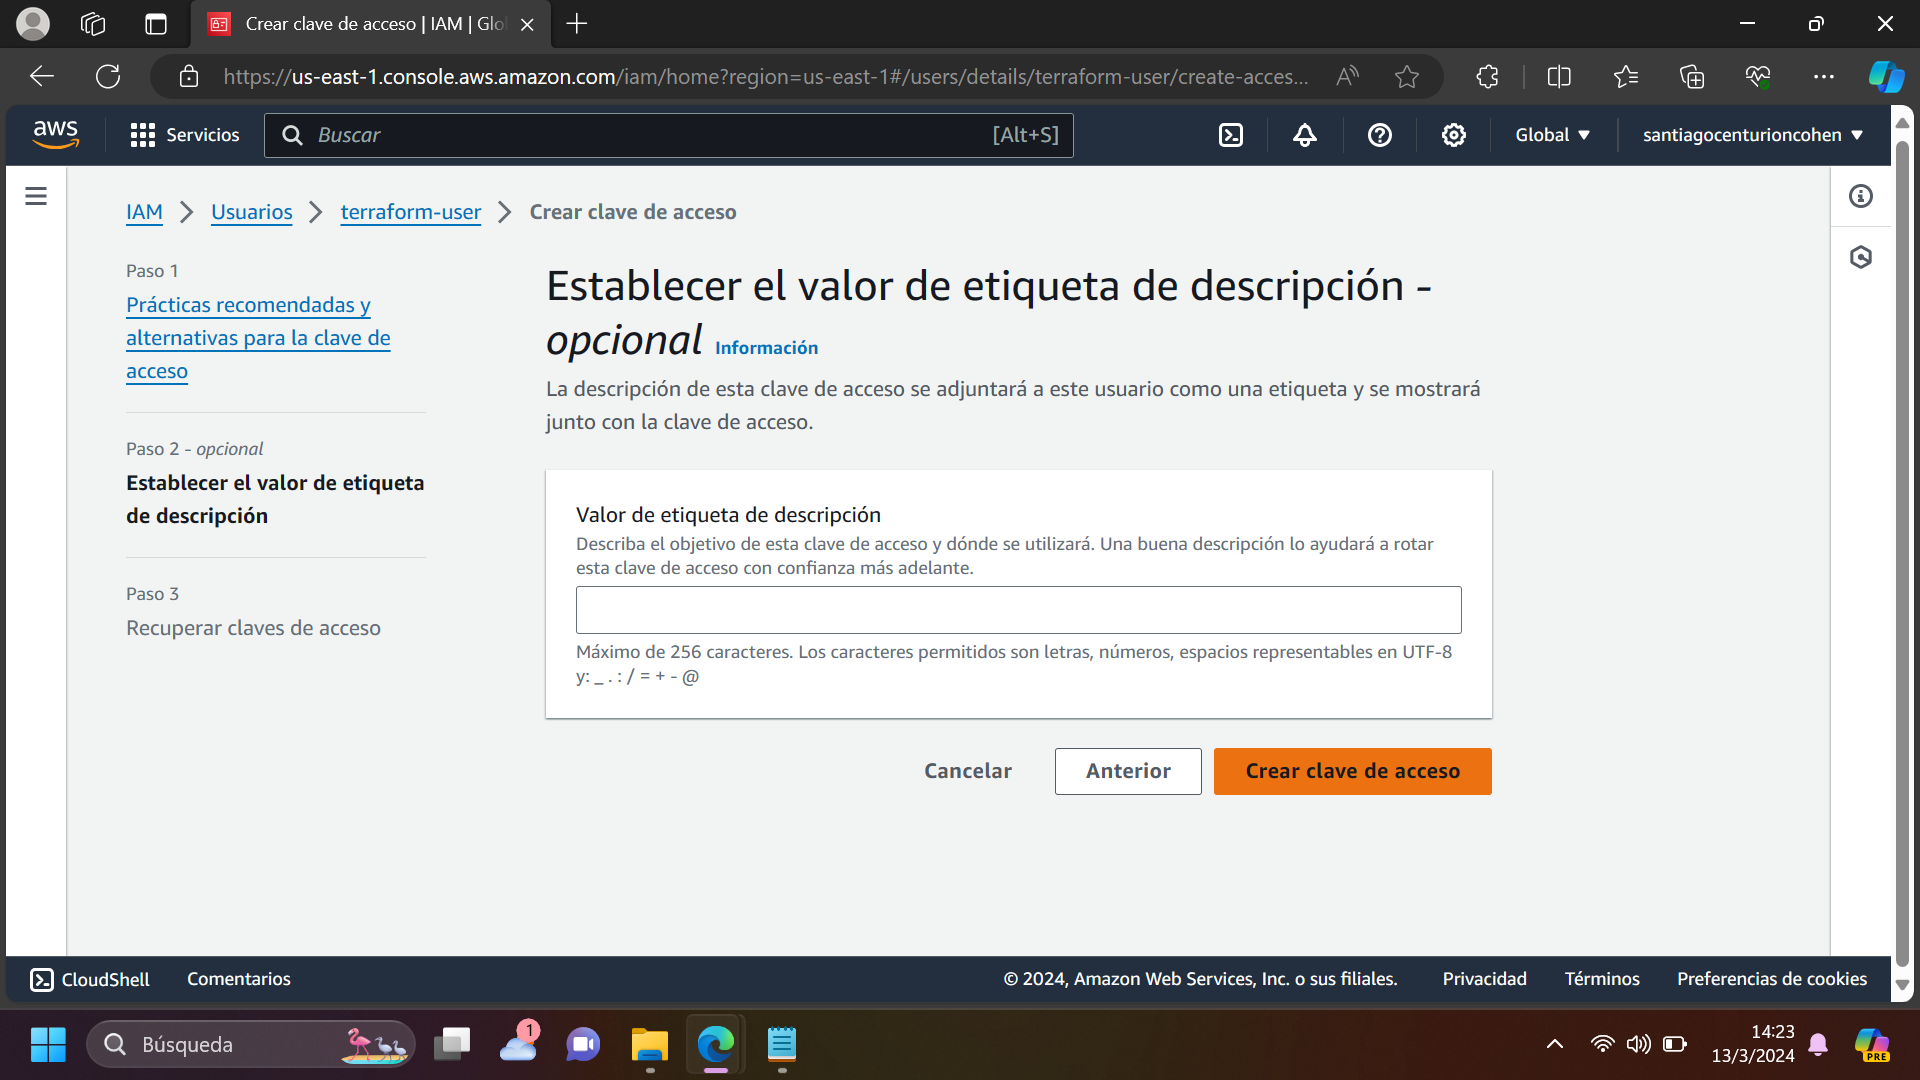 Crear clave de acceso | IAM | Glo
https://us-east-1.console.aws.amazon.com/iam/home?region=us-east-1#/users/details/terraform-user/create-acces...
aws
Servicios
Buscar
[Alt+S]
Global
santiagocenturioncohen
IAM
Usuarios
terraform-user
Crear clave de acceso
Paso 1
Prácticas recomendadas y
alternativas para la clave de
acceso
Paso 2 - opcional
Establecer el valor de etiqueta
de descripción
Paso 3
Recuperar claves de acceso
Establecer el valor de etiqueta de descripción -
opcional Información
La descripción de esta clave de acceso se adjuntará a este usuario como una etiqueta y se mostrará
junto con la clave de acceso.
Valor de etiqueta de descripción
Describa el objetivo de esta clave de acceso y dónde se utilizará. Una buena descripción lo ayudará a rotar
esta clave de acceso con confianza más adelante.
Máximo de 256 caracteres. Los caracteres permitidos son letras, números, espacios representables en UTF-8
y: _ . : / = + - @
Cancelar
Anterior
Crear clave de acceso
CloudShell
Comentarios
© 2024, Amazon Web Services, Inc. o sus filiales.
Privacidad
Términos
Preferencias de cookies
Búsqueda
1
14:23
13/3/2024
PRE